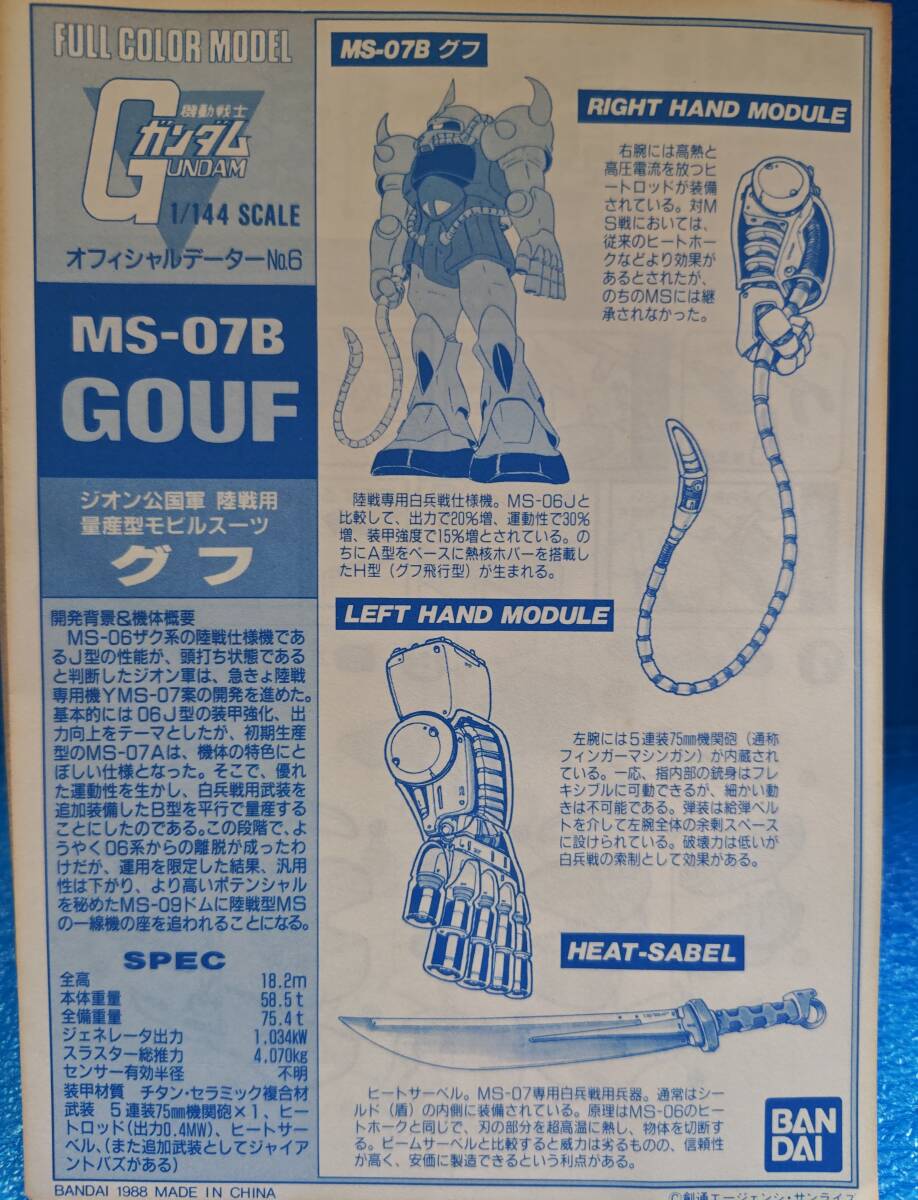 FULL COLOR MODEL
機動戦士
ガンダム
GUNDAM
1/144 SCALE
オフィシャルデーターNo.6
MS-07B
GOUF
ジオン公国軍 陸戦用
量産型モビルスーツ
グフ
開発背景&機体概要
MS-06ザク系の陸戦仕様機であ
るJ型の性能が、頭打ち状態である
と判断したジオン軍は、急きょ陸戦
専用機YMS-07案の開発を進めた。
基本的には06J型の装甲強化、出
力向上をテーマとしたが、初期生産
型のMS-07Aは、機体の特色にと
ぼしい仕様となった。そこで、優れ
た運動性を生かし、白兵戦用武装を
追加装備したB型を平行で量産する
ことにしたのである。この段階で、よ
うやく06系からの離脱が成ったわ
けだが、運用を限定した結果、汎用
性は下がり、より高いポテンシャル
を秘めたMS-09ドムに陸戦型MS
の一線機の座を追われることになる。
SPEC
全高 18.2m
本体重量 58.5t
全備重量 75.4t
ジェネレータ出力 1.034kW
スラスター総推力 4.070kg
センサー有効半径 不明
装甲材質 チタン・セラミック複合材
武装 5連装75㎜機関砲×1、ヒー
トロッド(出力0.4MW)、ヒートサー
ベル、(また追加武装としてジャイア
ントバズがある)
BANDAI 1988 MADE IN CHINA
MS-07B グフ
陸戦専用白兵戦仕様機。MS-06Jと
比較して、出力で20%増、運動性で30%
増、装甲強度で15%増とされている。の
ちにA型をベースに熱核ホバーを搭載し
たH型(グフ飛行型)が生まれる。
RIGHT HAND MODULE
右腕には高熱と
高圧電流を放つヒ
ートロッドが装備
されている。対M
S戦においては、
従来のヒートホー
クなどより効果が
あるとされたが、
のちのMSには継
承されなかった。
LEFT HAND MODULE
左腕には5連装75㎜機関砲(通称
フィンガーマシンガン)が内蔵され
ている。一応、指内部の銃身はフレ
キシブルに可動できるが、細かい動
きは不可能である。弾装は給弾ベル
トを介して左腕全体の余剰スペース
に設けられている。破壊力は低いが
白兵戦の索制として効果がある。
HEAT-SABEL
ヒートサーベル。MS-07専用白兵戦用兵器。通常はシー
ルド(盾)の内側に装備されている。原理はMS-06のヒー
トホークと同じで、刃の部分を超高温に熱し、物体を切断す
る。ビームサーベルと比較すると威力は劣るものの、信頼性
が高く、安価に製造できるという利点がある。
BAN
DAI
©創通エージェンシ・サンライズ